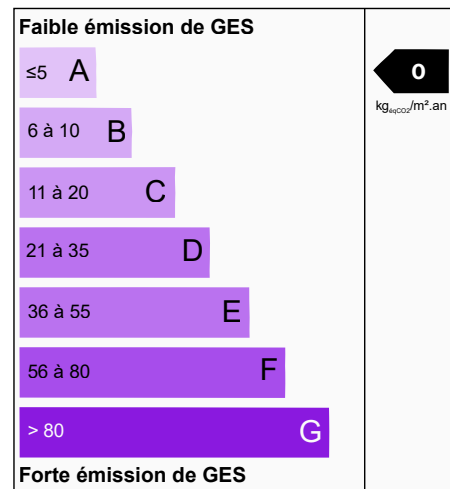 Faible émission de GES
≤5 A
0
kgéqCO2/m².an
6 à 10 B
11 à 20 C
21 à 35 D
36 à 55 E
56 à 80 F
> 80 G
Forte émission de GES